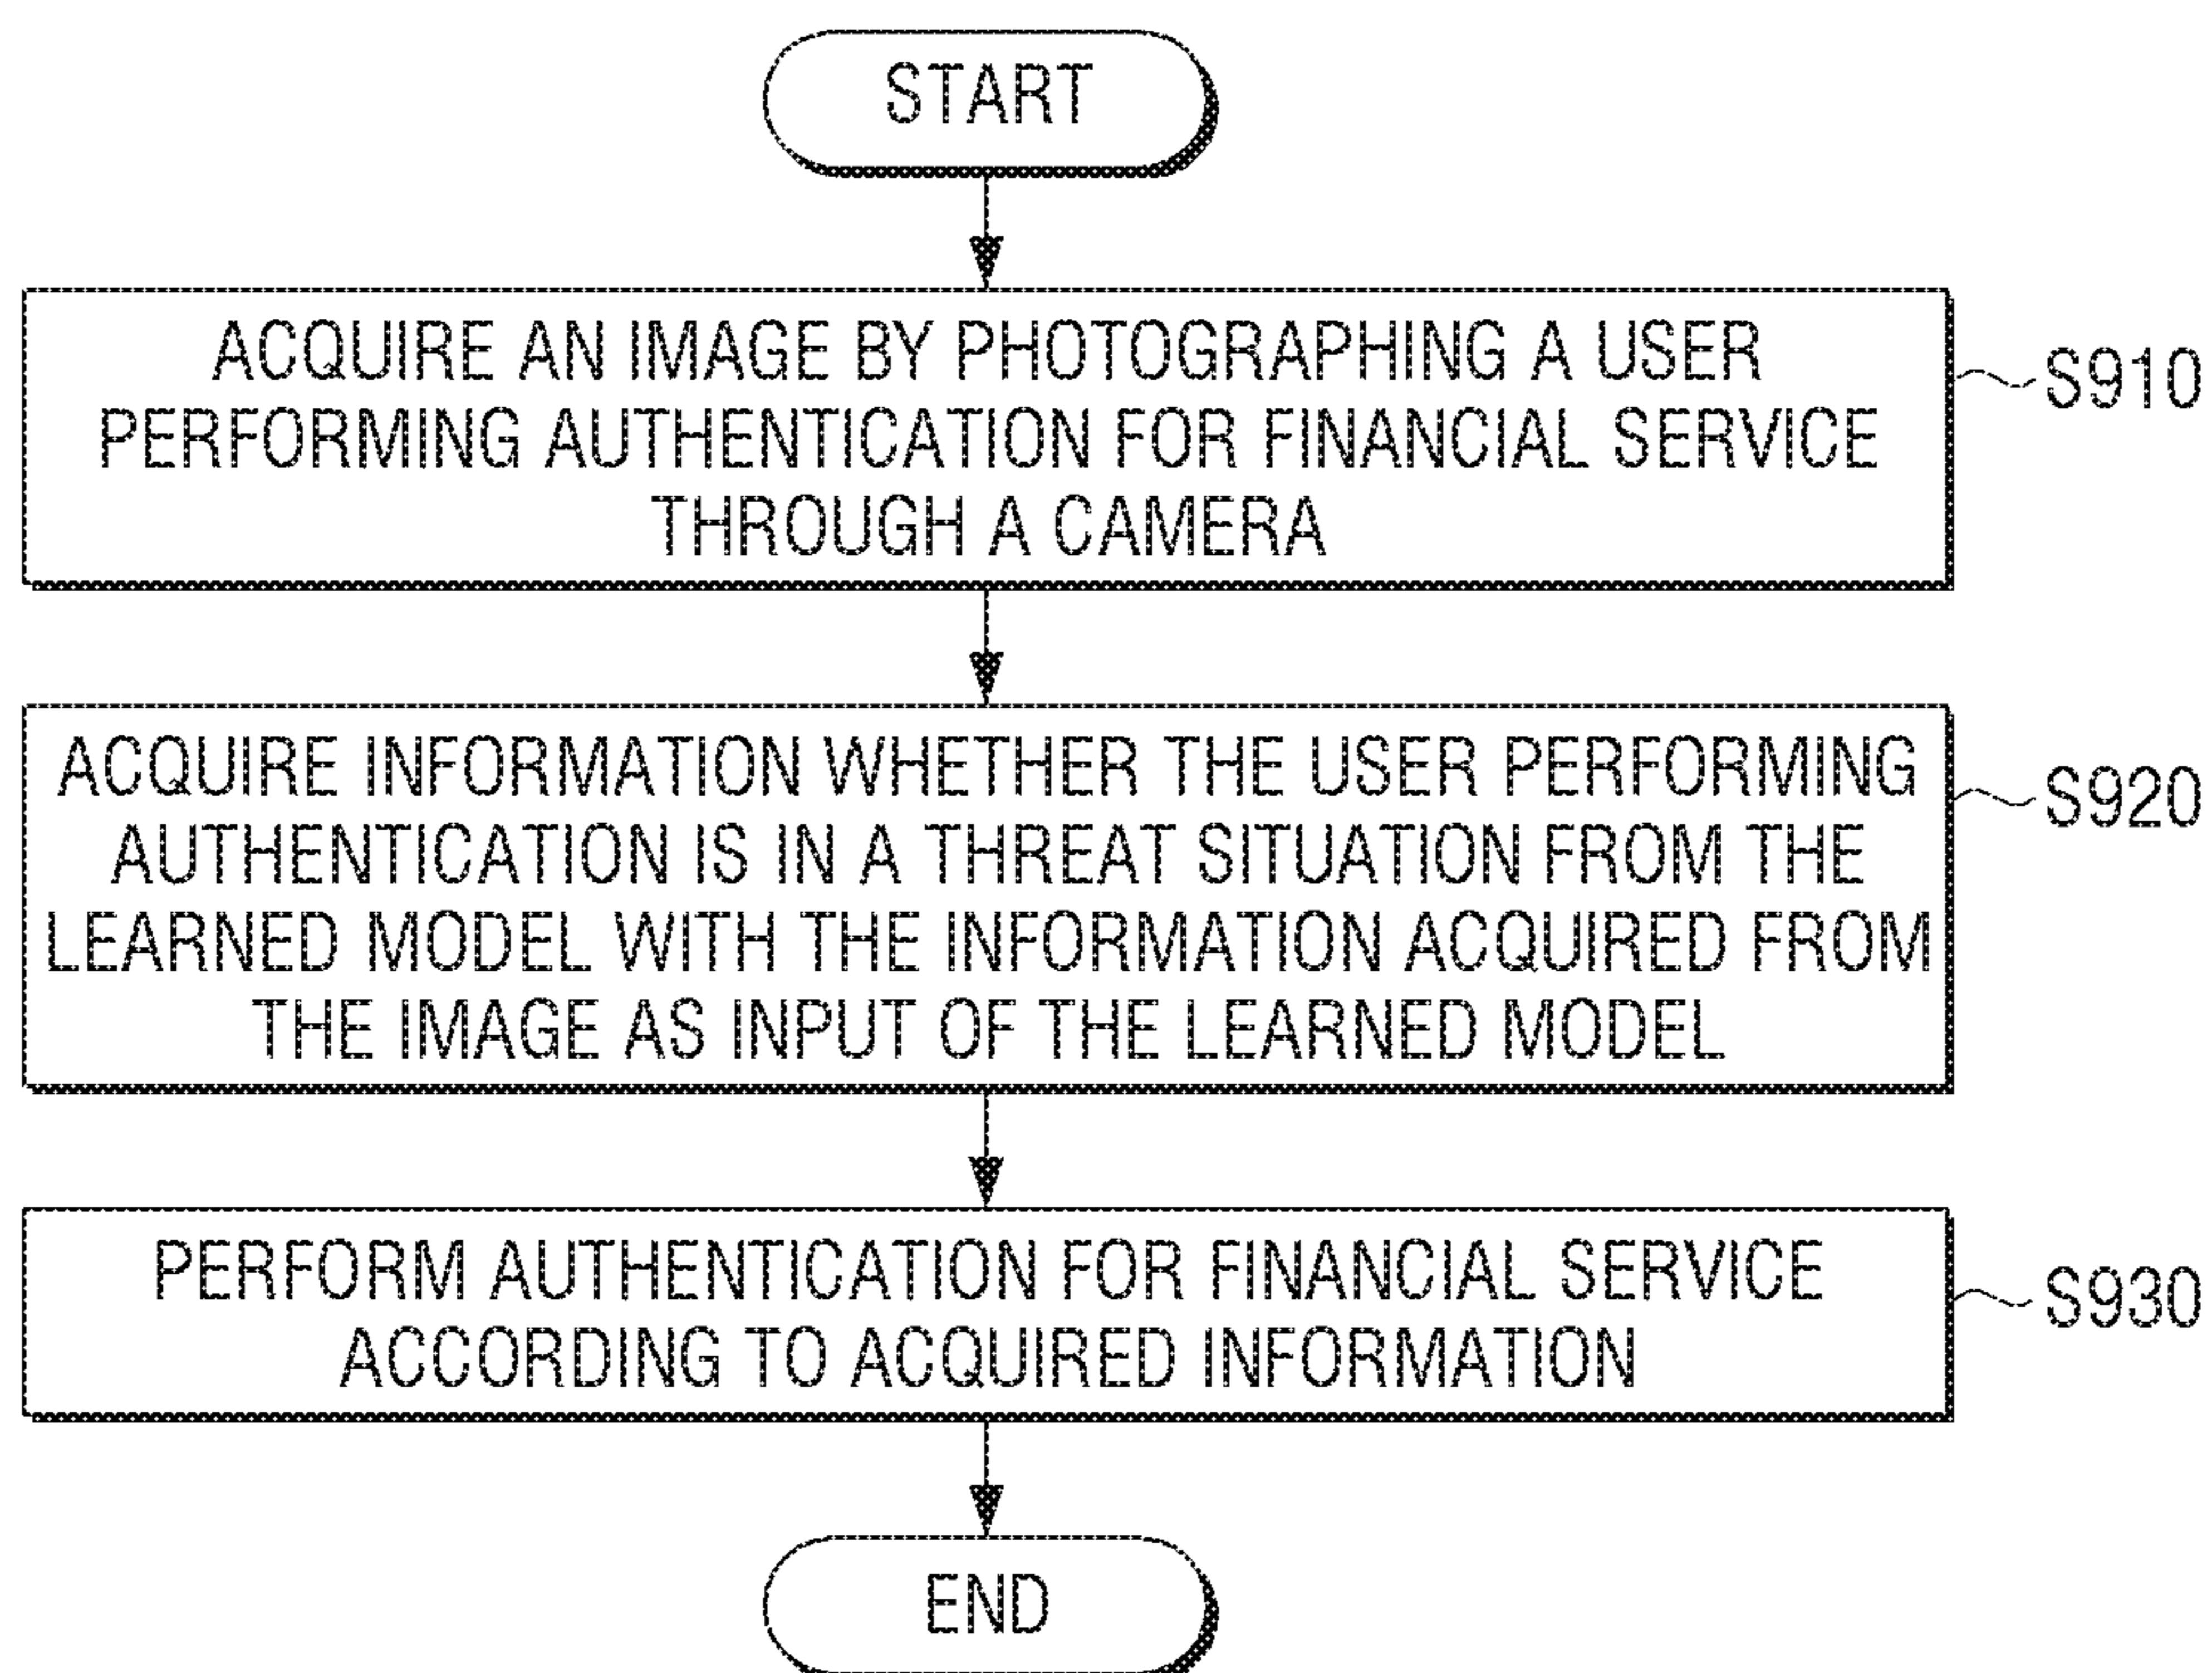 START
ACQUIRE AN IMAGE BY PHOTOGRAPHING A USER
PERFORMING AUTHENTICATION FOR FINANCIAL SERVICE
THROUGH A CAMERA
S910
ACQUIRE INFORMATION WHETHER THE USER PERFORMING
AUTHENTICATION IS IN A THREAT SITUATION FROM THE
LEARNED MODEL WITH THE INFORMATION ACQUIRED FROM
THE IMAGE AS INPUT OF THE LEARNED MODEL
S920
PERFORM AUTHENTICATION FOR FINANCIAL SERVICE
ACCORDING TO ACQUIRED INFORMATION
S930
END